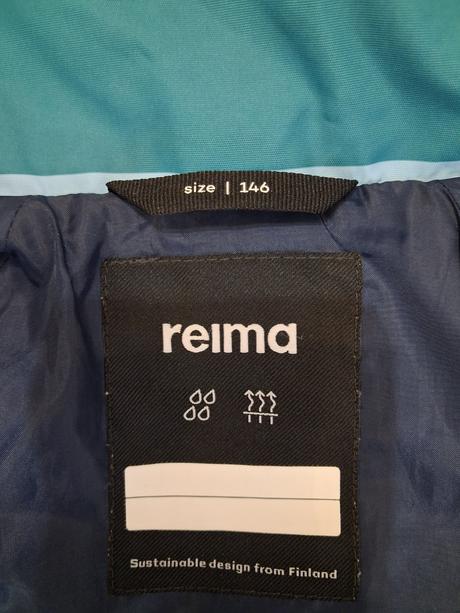 size | 146
reima
Sustainable design from Finland